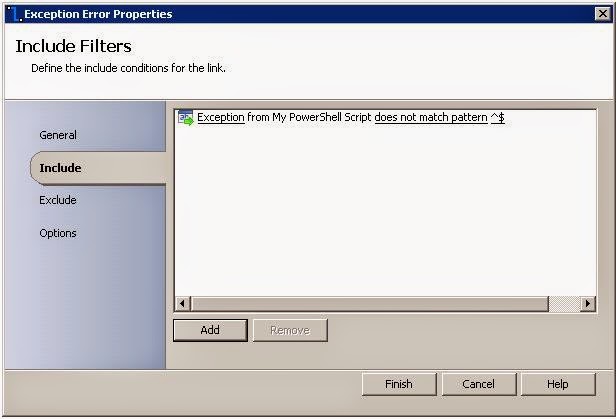 Exception Error Properties
Include Filters
Define the include conditions for the link.
General
Include
Exclude
Options
Exception from My PowerShell Script does not match pattern ^$
Add
Remove
Finish
Cancel
Help